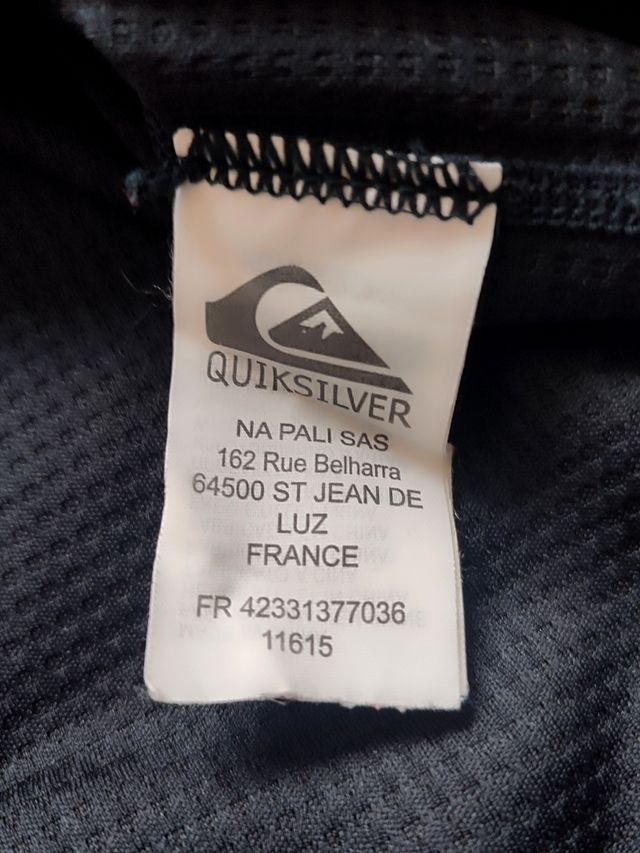 QUIKSILVER
NA PALI SAS
162 Rue Belharra
64500 ST JEAN DE
LUZ
FRANCE
FR 42331377036
11615